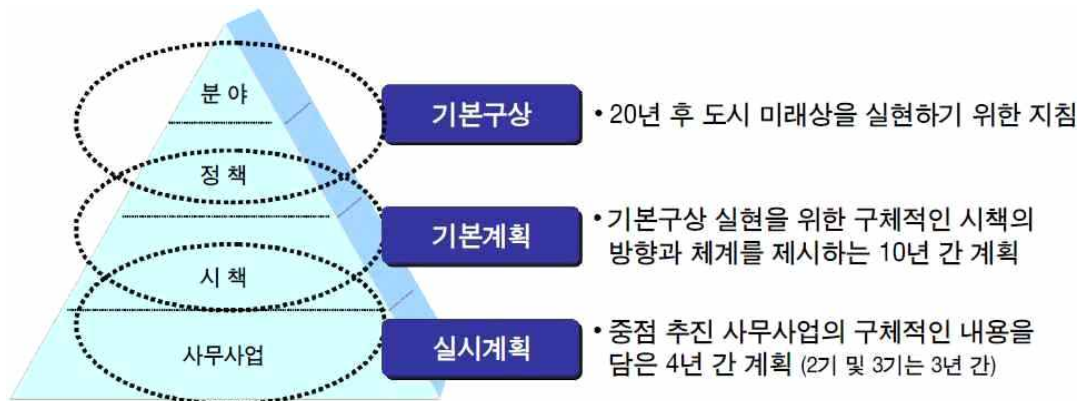 분 야
기본구상
• 20년 후 도시 미래상을 실현하기 위한 지침
정 책
기본계획
• 기본구상 실현을 위한 구체적인 시책의
방향과 체계를 제시하는 10년 간 계획
시 책
실시계획
• 중점 추진 사무사업의 구체적인 내용을
담은 4년 간 계획 (2기 및 3기는 3년 간)
사무사업